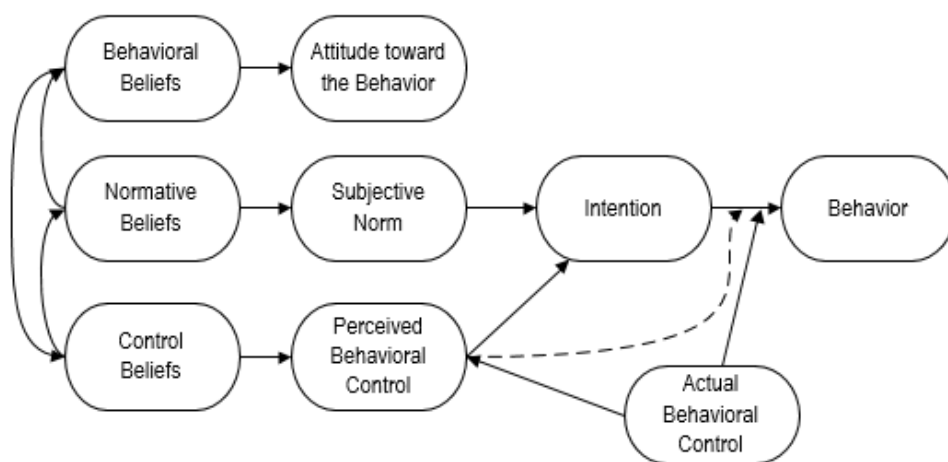 Behavioral
Beliefs
Attitude toward
the Behavior
Normative
Beliefs
Subjective
Norm
Intention
Behavior
Control
Beliefs
Perceived
Behavioral
Control
Actual
Behavioral
Control